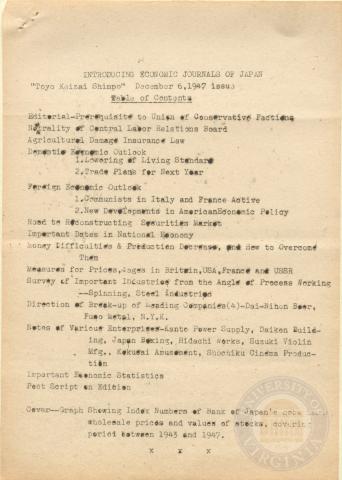 INTRODUCING ECONOMIC JOURNALS OF JAPAN
"Toyo Keizai Shinpo" December 6,1947 issue
Table of Contents
Editorial-Prerequisite to Union of Conservative Factions
Neutrality of Central Labor Relations Board
Agricultural Damage Insurance Law
Domestic Economic Outlook
1.Lowering of Living Standard
2.Trade Plans for Next Year
Foreign Economic Outlook
1.Communists in Italy and France Active
2.New Developments in AmericanEconomic Policy
Road to Reconstructing Securities Market
Important Dates in National Economy
Money Difficulties & Production Decrease, and How to Overcome
Them
Measures for Prices,Wages in Britain,USA,France and USSR
Survey of Important Industries from the Angle of Process Working
--Spinning, Steel Industries
Direction of Break-up of Leading Companies(4)-Dai-Nihon Beer,
Fuso Metal, N.Y.K.
Notes of Various Enterprises-Kanto Power Supply, Daiken Build-
ing, Japan Boxing, Hidachi Works, Suzuki Violin
Mfg., Kokusai Amusement, Shochiku Cinema Produc-
tion
Important Economic Statistics
Post Script on Edition
Cover--Graph Showing Index Numbers of Bank of Japan's
wholesale prices and values of stocks, covering
period between 1943 and 1947.
x x x
UNIVERSITY OF VIRGINIA